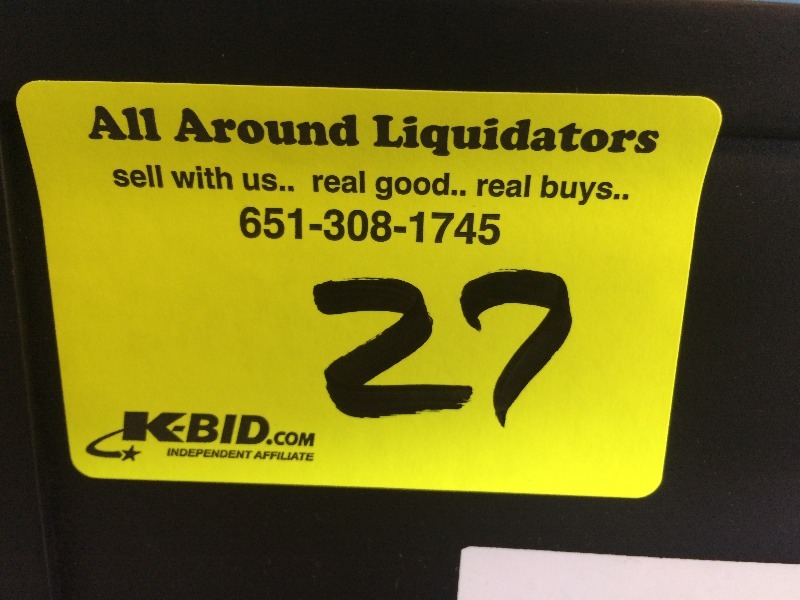 All Around Liquidators
sell with us.. real good.. real buys..
651-308-1745
27
K-BID.COM
INDEPENDENT AFFILIATE